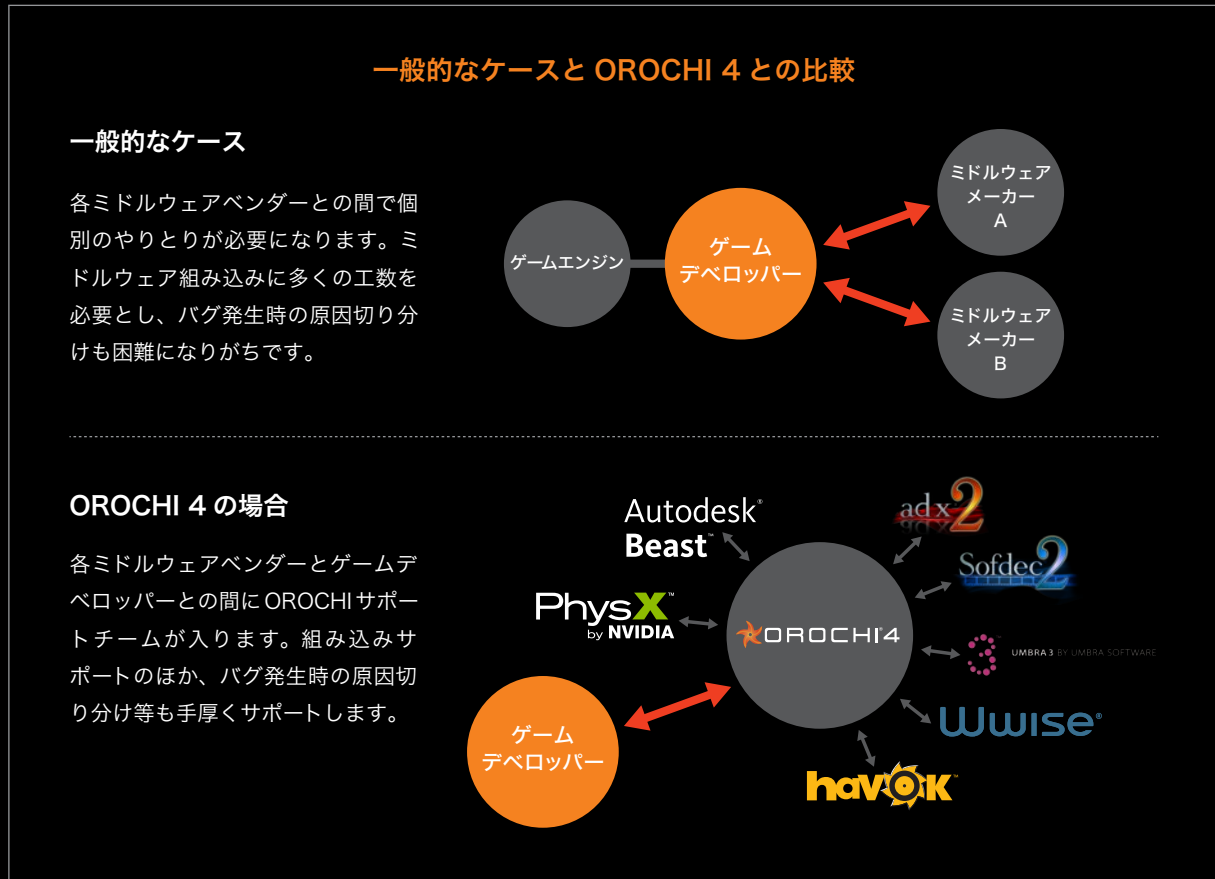 一般的なケースと OROCHI 4 との比較
一般的なケース
各ミドルウェアベンダーとの間で個
別のやりとりが必要になります。ミ
ドルウェア組み込みに多くの工数を
必要とし、バグ発生時の原因切り分
けも困難になりがちです。
ゲームエンジン
ゲーム
デベロッパー
ミドルウェア
メーカー
A
ミドルウェア
メーカー
B
OROCHI 4 の場合
各ミドルウェアベンダーとゲームデ
ベロッパーとの間に OROCHI サポー
トチームが入ります。組み込みサ
ポートのほか、バグ発生時の原因切
り分け等も手厚くサポートします。
Autodesk®
Beast™
adx2
Sofdec2
PhysX™
by NVIDIA
OROCHI 4
UMBRA 3 BY UMBRA SOFTWARE
Wwise®
havok™
ゲーム
デベロッパー